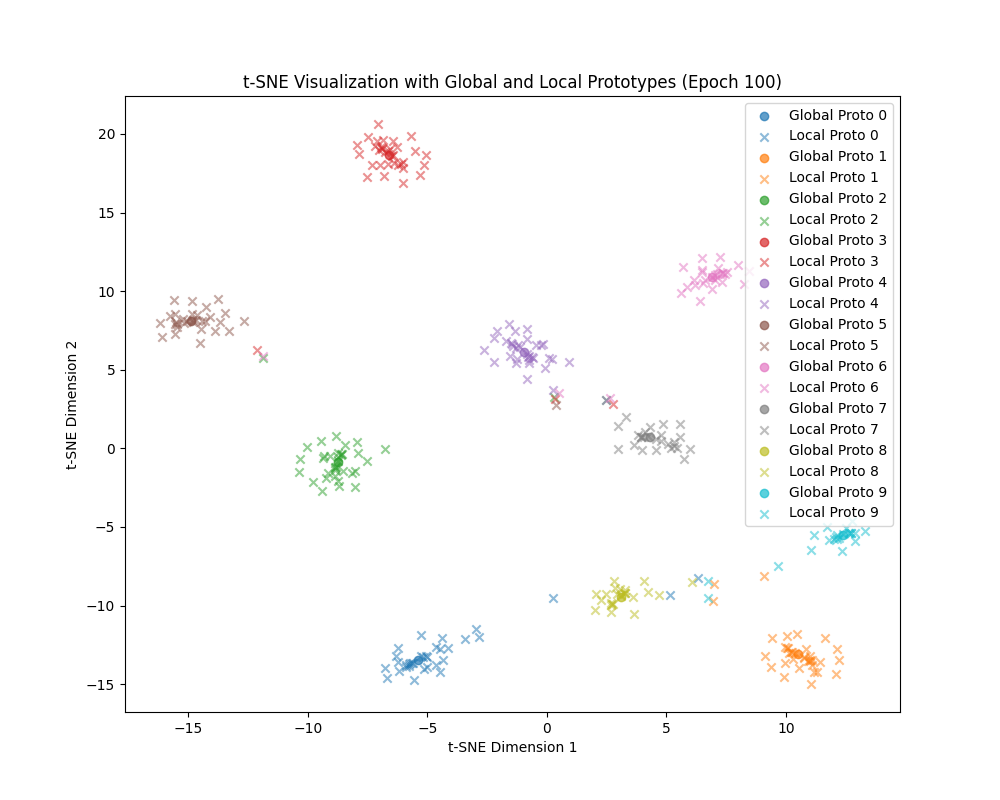 t-SNE Visualization with Global and Local Prototypes (Epoch 100)
Global Proto 0
Local Proto 0
Global Proto 1
Local Proto 1
Global Proto 2
Local Proto 2
Global Proto 3
Local Proto 3
Global Proto 4
Local Proto 4
Global Proto 5
Local Proto 5
Global Proto 6
Local Proto 6
Global Proto 7
Local Proto 7
Global Proto 8
Local Proto 8
Global Proto 9
Local Proto 9
t-SNE Dimension 2
20
15
10
5
0
−5
−10
−15
−15
−10
−5
0
5
10
t-SNE Dimension 1